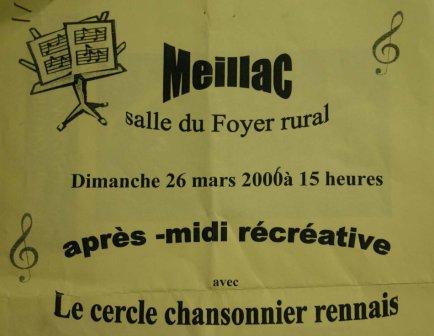 Meillac
salle du Foyer rural
Dimanche 26 mars 2006à 15 heures
après -midi récréative
avec
Le cercle chansonnier rennais